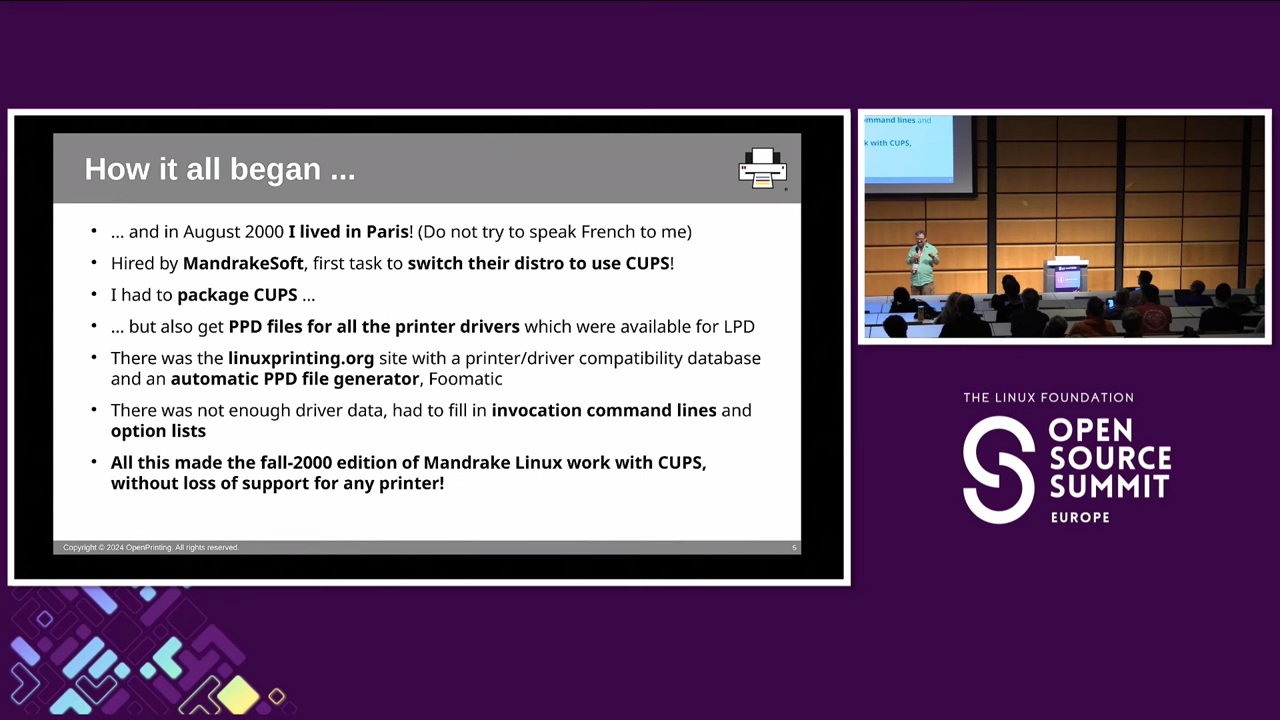 How it all began ...
• ... and in August 2000 I lived in Paris! (Do not try to speak French to me)
• Hired by MandrakeSoft, first task to switch their distro to use CUPS!
• I had to package CUPS ...
• ... but also get PPD files for all the printer drivers which were available for LPD
• There was the linuxprinting.org site with a printer/driver compatibility database
and an automatic PPD file generator, Foomatic
• There was not enough driver data, had to fill in invocation command lines and
option lists
• All this made the fall-2000 edition of Mandrake Linux work with CUPS,
without loss of support for any printer!
Copyright © 2024 OpenPrinting. All rights reserved.
5
mmand lines and
k with CUPS,
THE LINUX FOUNDATION
OPEN
SOURCE
SUMMIT
EUROPE